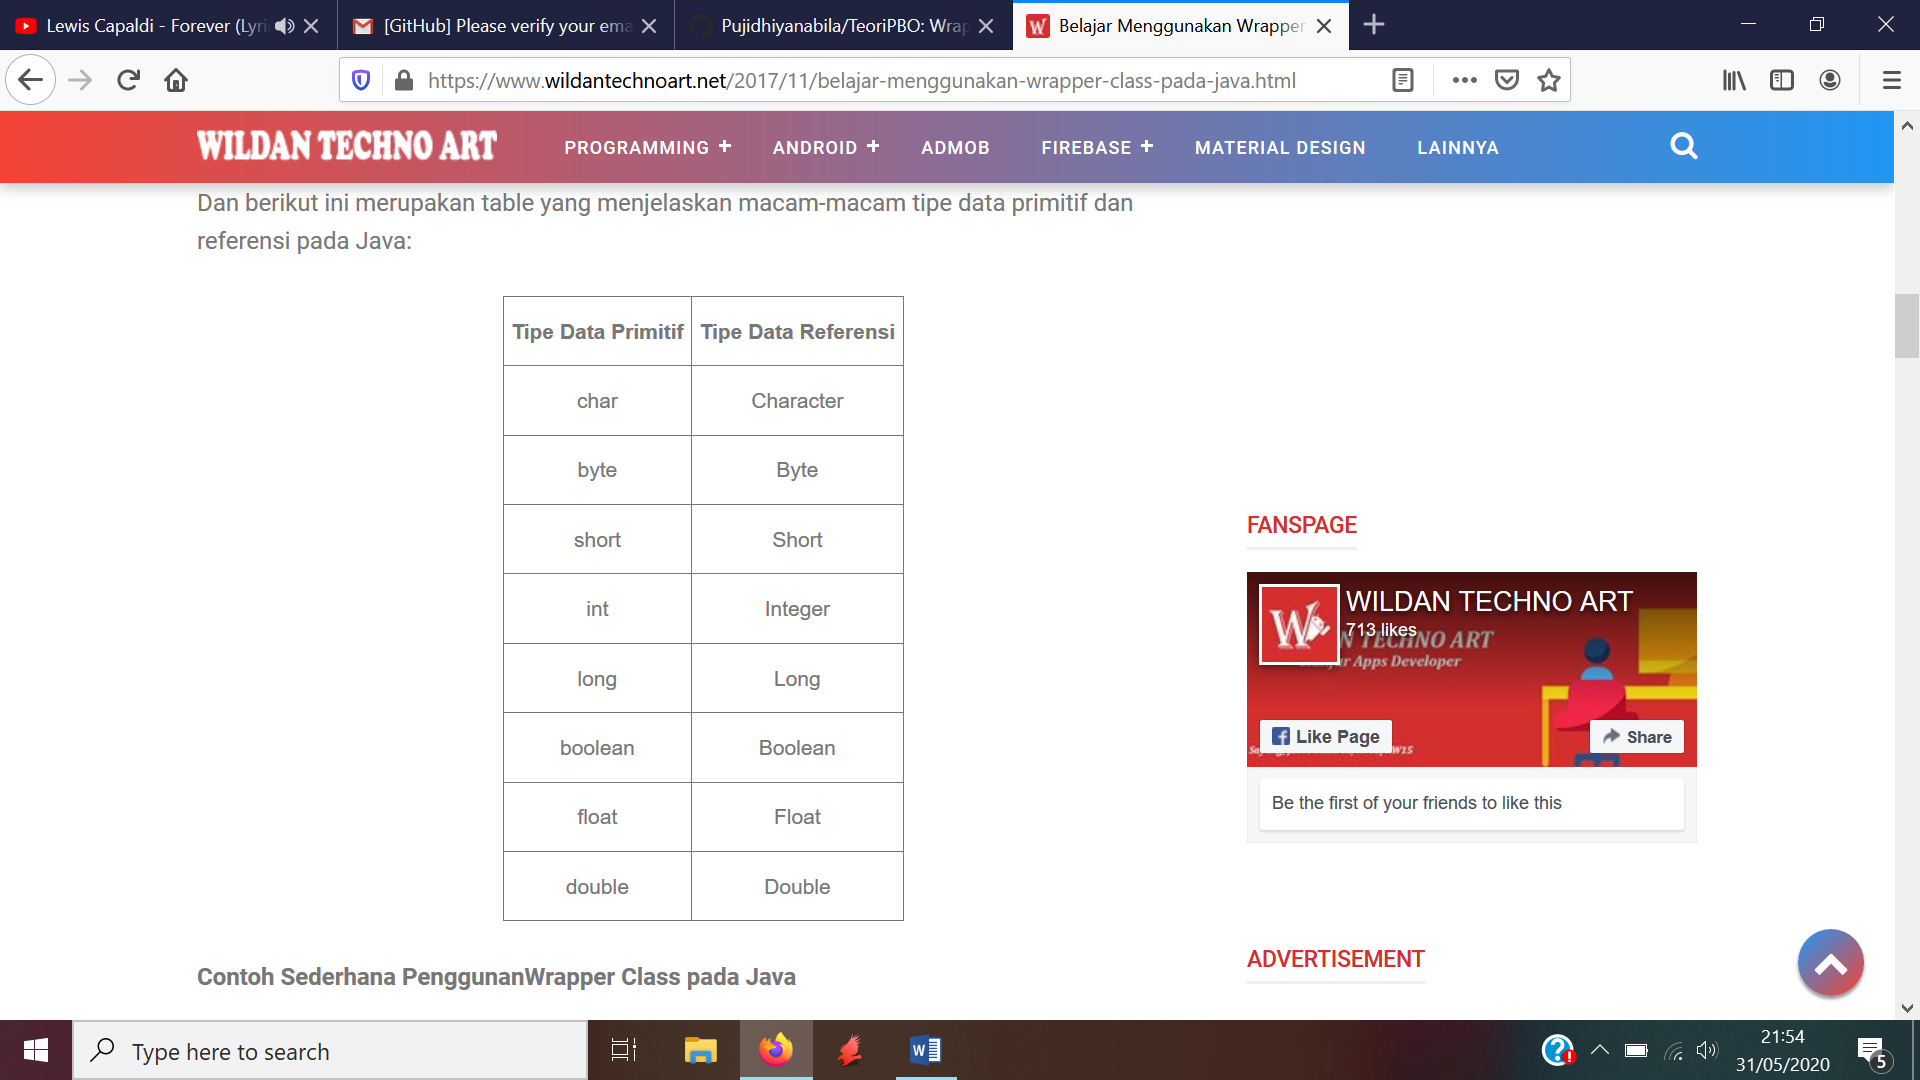 Lewis Capaldi - Forever (Lyri
[GitHub] Please verify your ema
Pujidhiyanabila/TeoriPBO: Wrap
Belajar Menggunakan Wrapper
https://www.wildantechnoart.net/2017/11/belajar-menggunakan-wrapper-class-pada-java.html
WILDAN TECHNO ART
PROGRAMMING +
ANDROID +
ADMOB
FIREBASE +
MATERIAL DESIGN
LAINNYA
Dan berikut ini merupakan table yang menjelaskan macam-macam tipe data primitif dan
referensi pada Java:
Tipe Data Primitif Tipe Data Referensi
char Character
byte Byte
short Short
int Integer
long Long
boolean Boolean
float Float
double Double
Contoh Sederhana PenggunanWrapper Class pada Java
FANSPAGE
WILDAN TECHNO ART
713 likes
N TECHNO ART
r Apps Developer
Like Page
Share
Be the first of your friends to like this
ADVERTISEMENT
Type here to search
21:54
31/05/2020
5